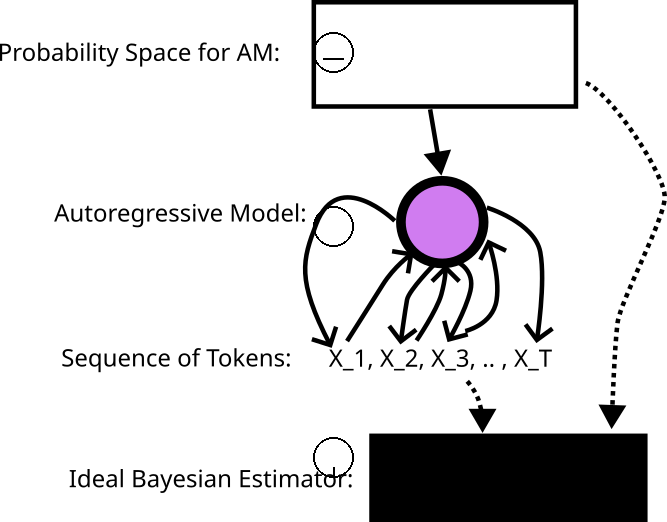 Probability Space for AM:
Autoregressive Model:
Sequence of Tokens: X_1, X_2, X_3, .. , X_T
Ideal Bayesian Estimator: